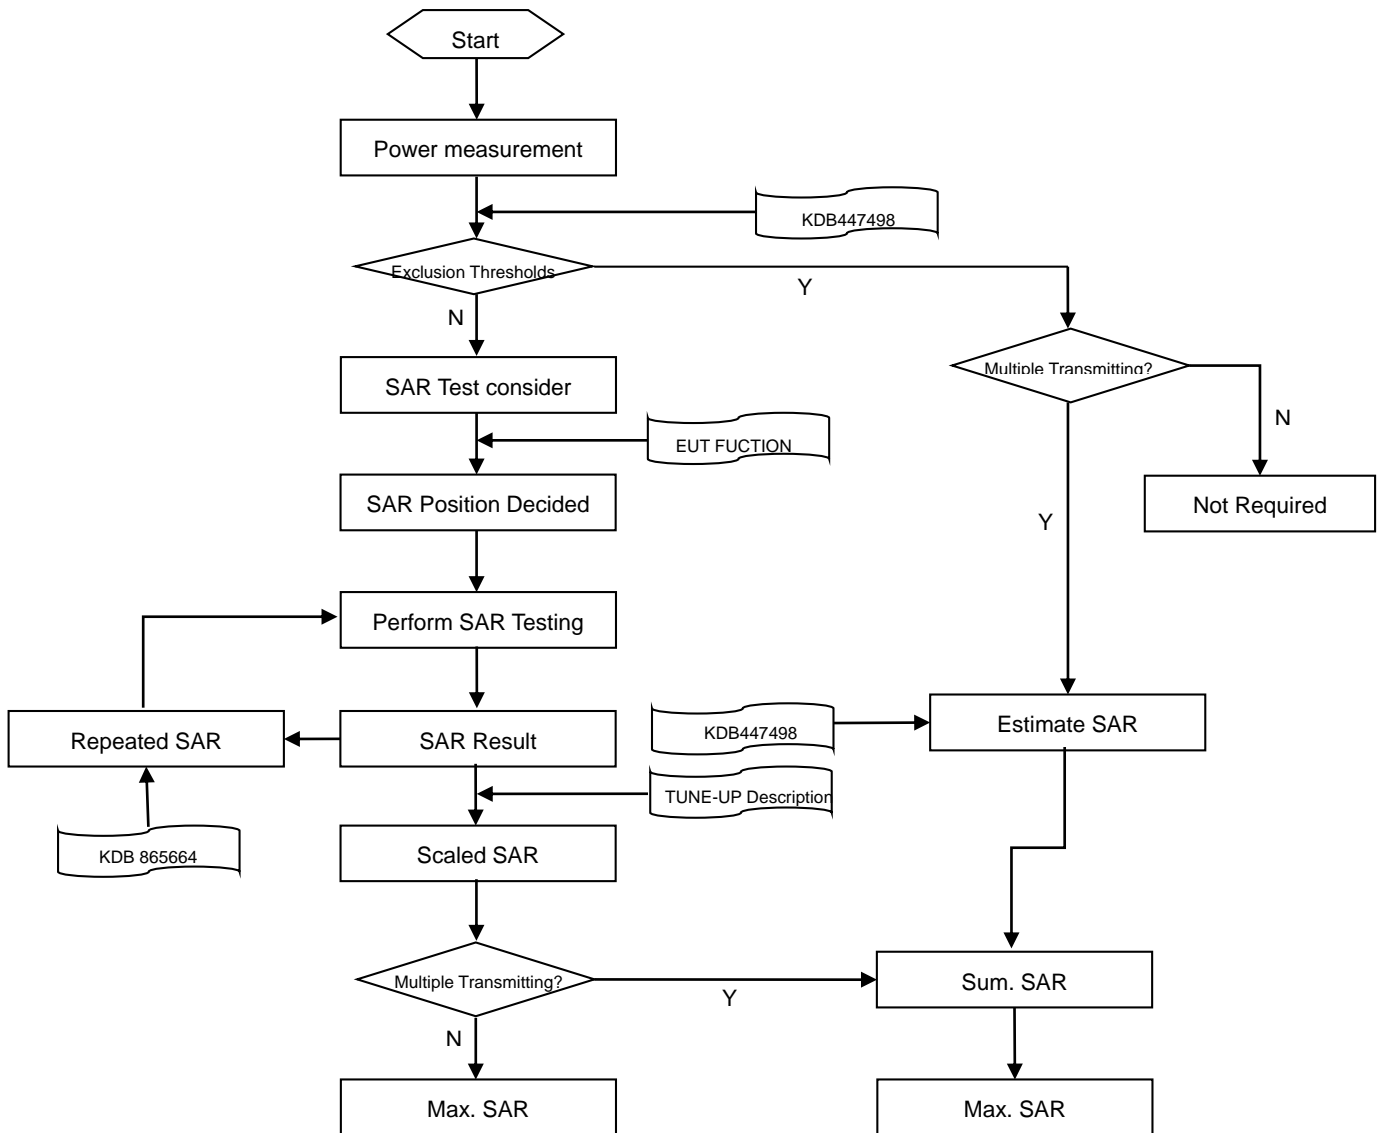 Start
Power measurement
KDB447498
Exclusion Thresholds
Y
N
Multiple Transmitting?
SAR Test consider
N
EUT FUCTION
SAR Position Decided
Not Required
Y
Perform SAR Testing
Repeated SAR
SAR Result
KDB447498
Estimate SAR
TUNE-UP Description
KDB 865664
Scaled SAR
Multiple Transmitting?
Y
Sum. SAR
N
Max. SAR
Max. SAR